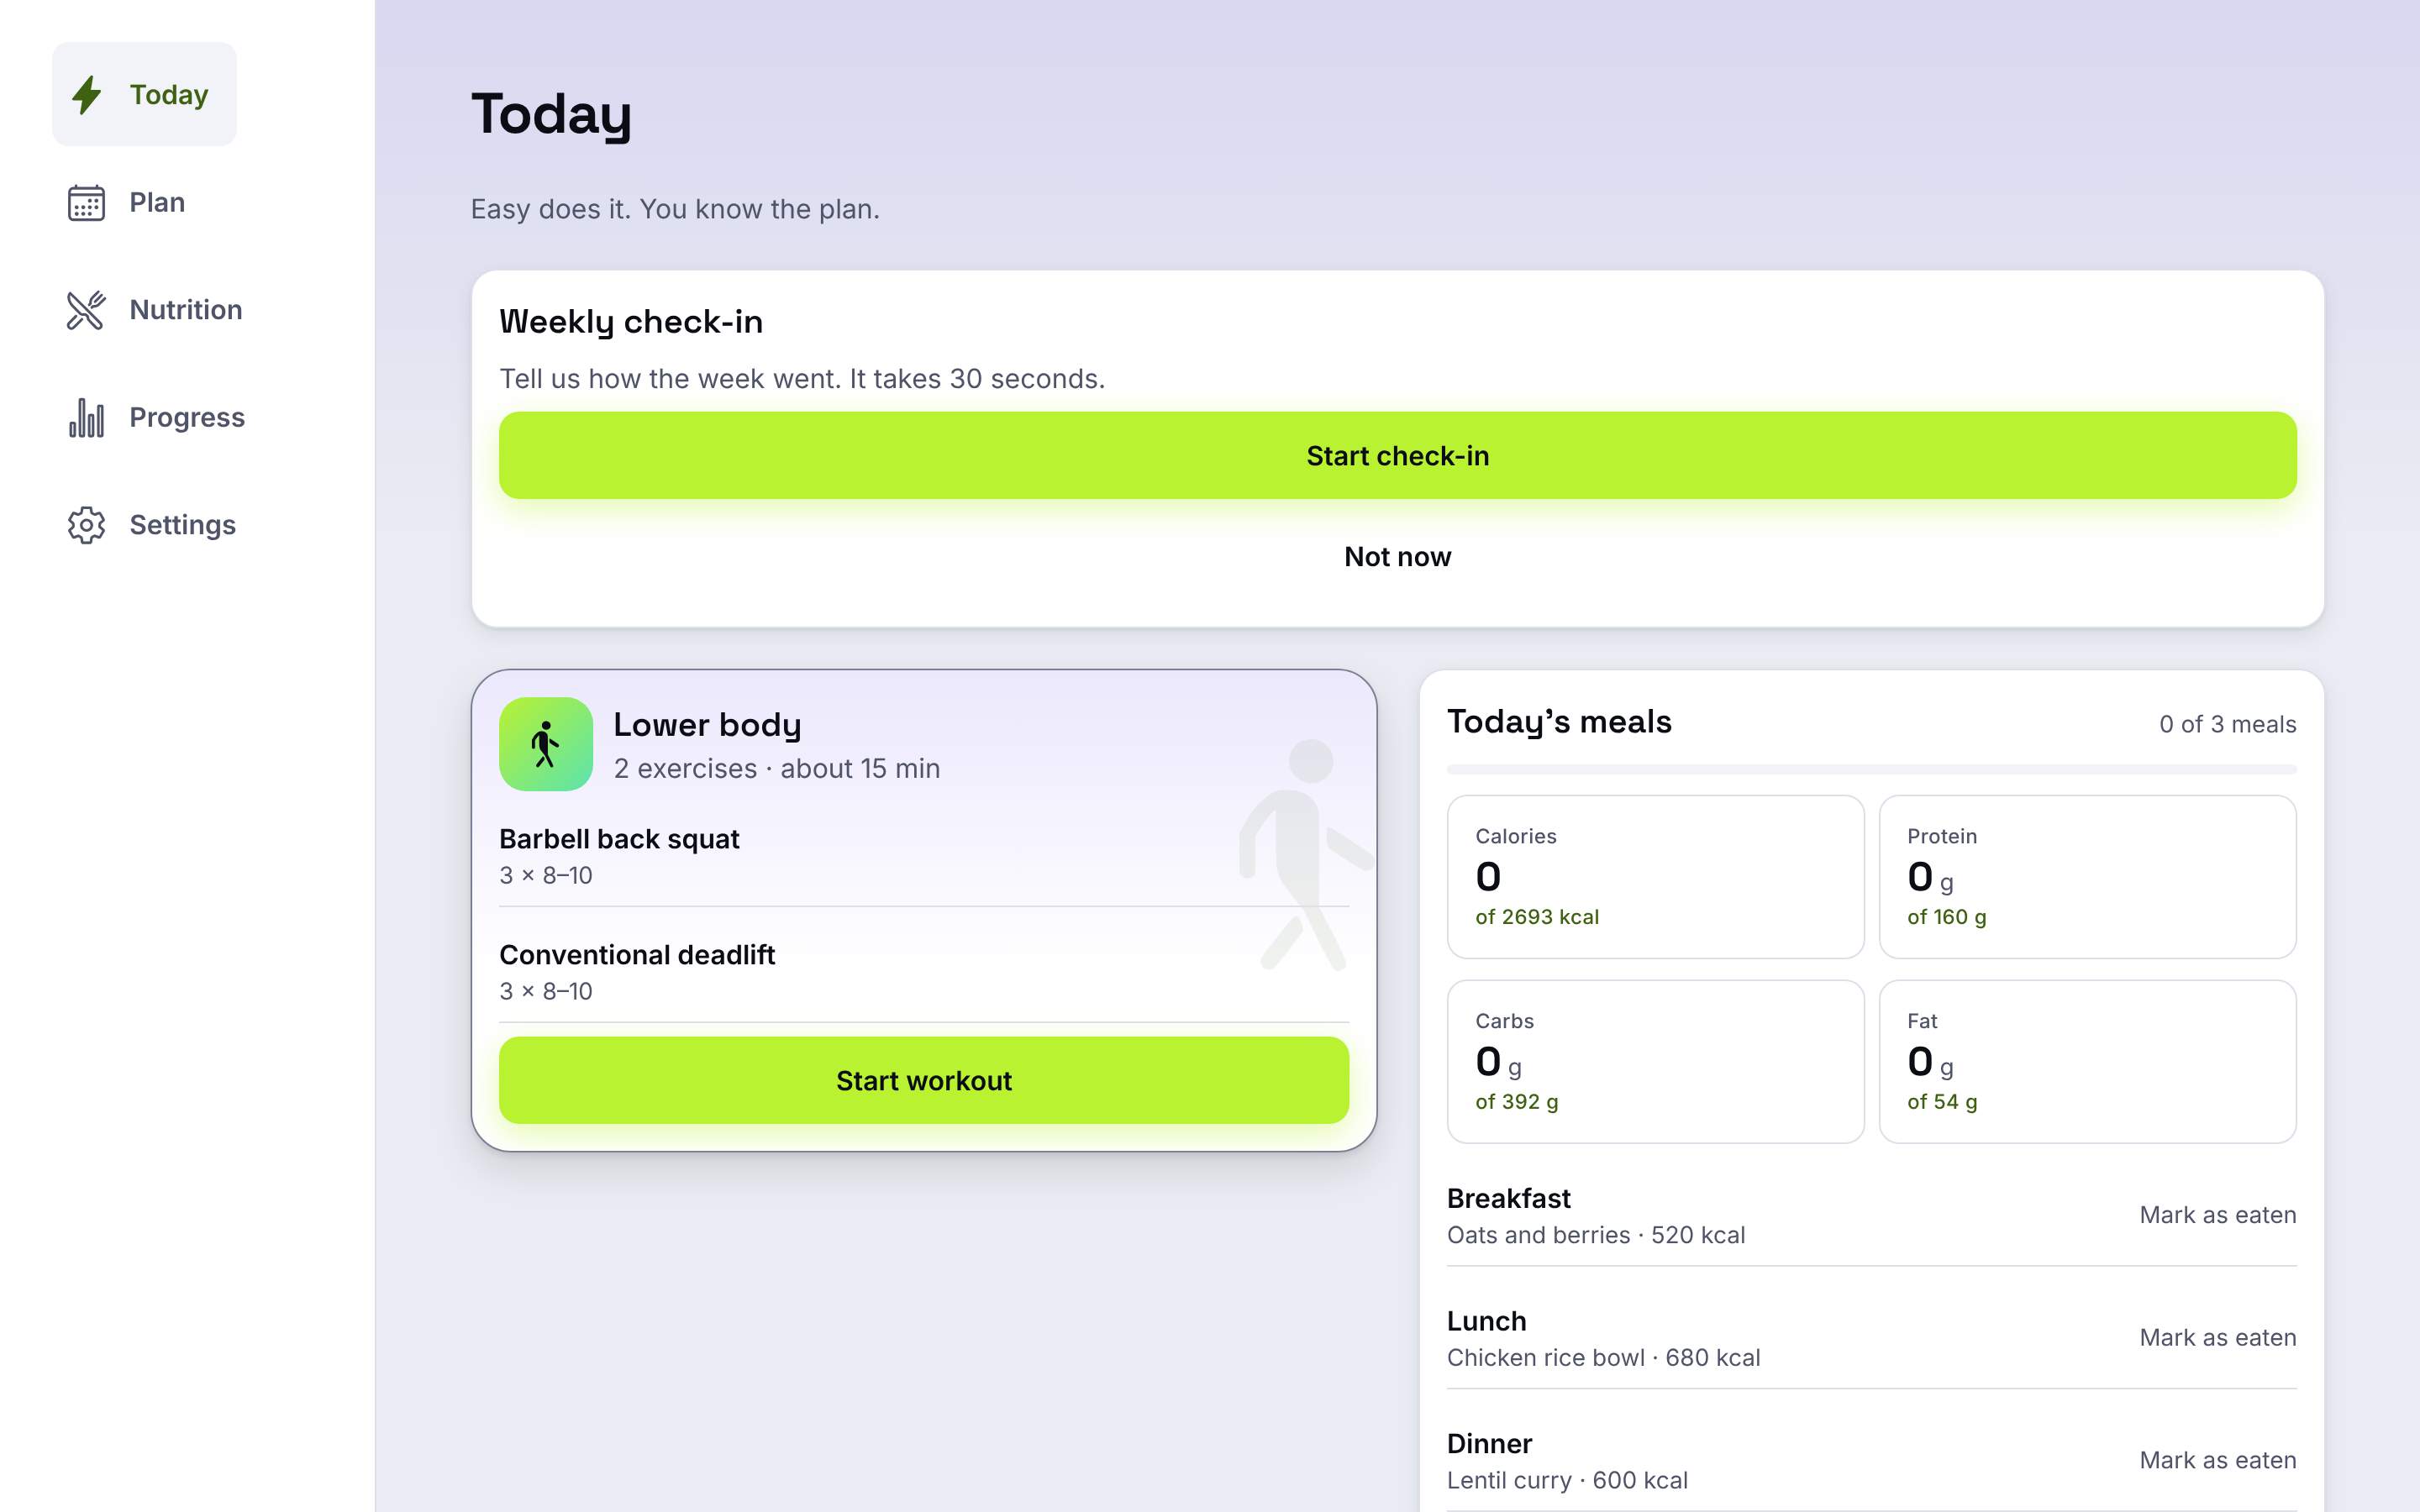 Today
Plan
Nutrition
Progress
Settings
Today
Easy does it. You know the plan.
Weekly check-in
Tell us how the week went. It takes 30 seconds.
Start check-in
Not now
Lower body
2 exercises · about 15 min
Barbell back squat
3 × 8–10
Conventional deadlift
3 × 8–10
Start workout
Today’s meals
0 of 3 meals
Calories
0
of 2693 kcal
Protein
0 g
of 160 g
Carbs
0 g
of 392 g
Fat
0 g
of 54 g
Breakfast
Oats and berries · 520 kcal
Mark as eaten
Lunch
Chicken rice bowl · 680 kcal
Mark as eaten
Dinner
Lentil curry · 600 kcal
Mark as eaten